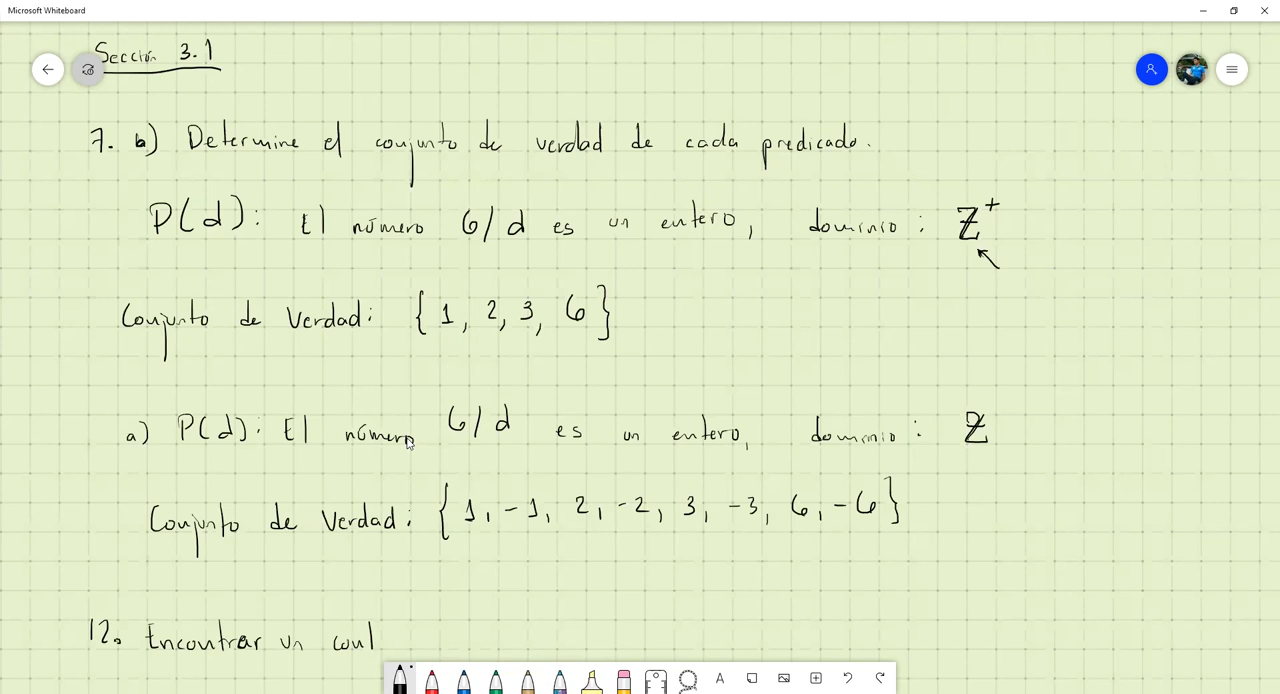 Microsoft Whiteboard
Sección 3.1
7. b) Determine el conjunto de verdad de cada predicado.
P(d): El número 6/d es un entero, dominio: ℤ⁺
Conjunto de Verdad: {1, 2, 3, 6}
a) P(d): El número 6/d es un entero, dominio: ℤ
Conjunto de Verdad: {1, -1, 2, -2, 3, -3, 6, -6}
12. Encontrar un
A